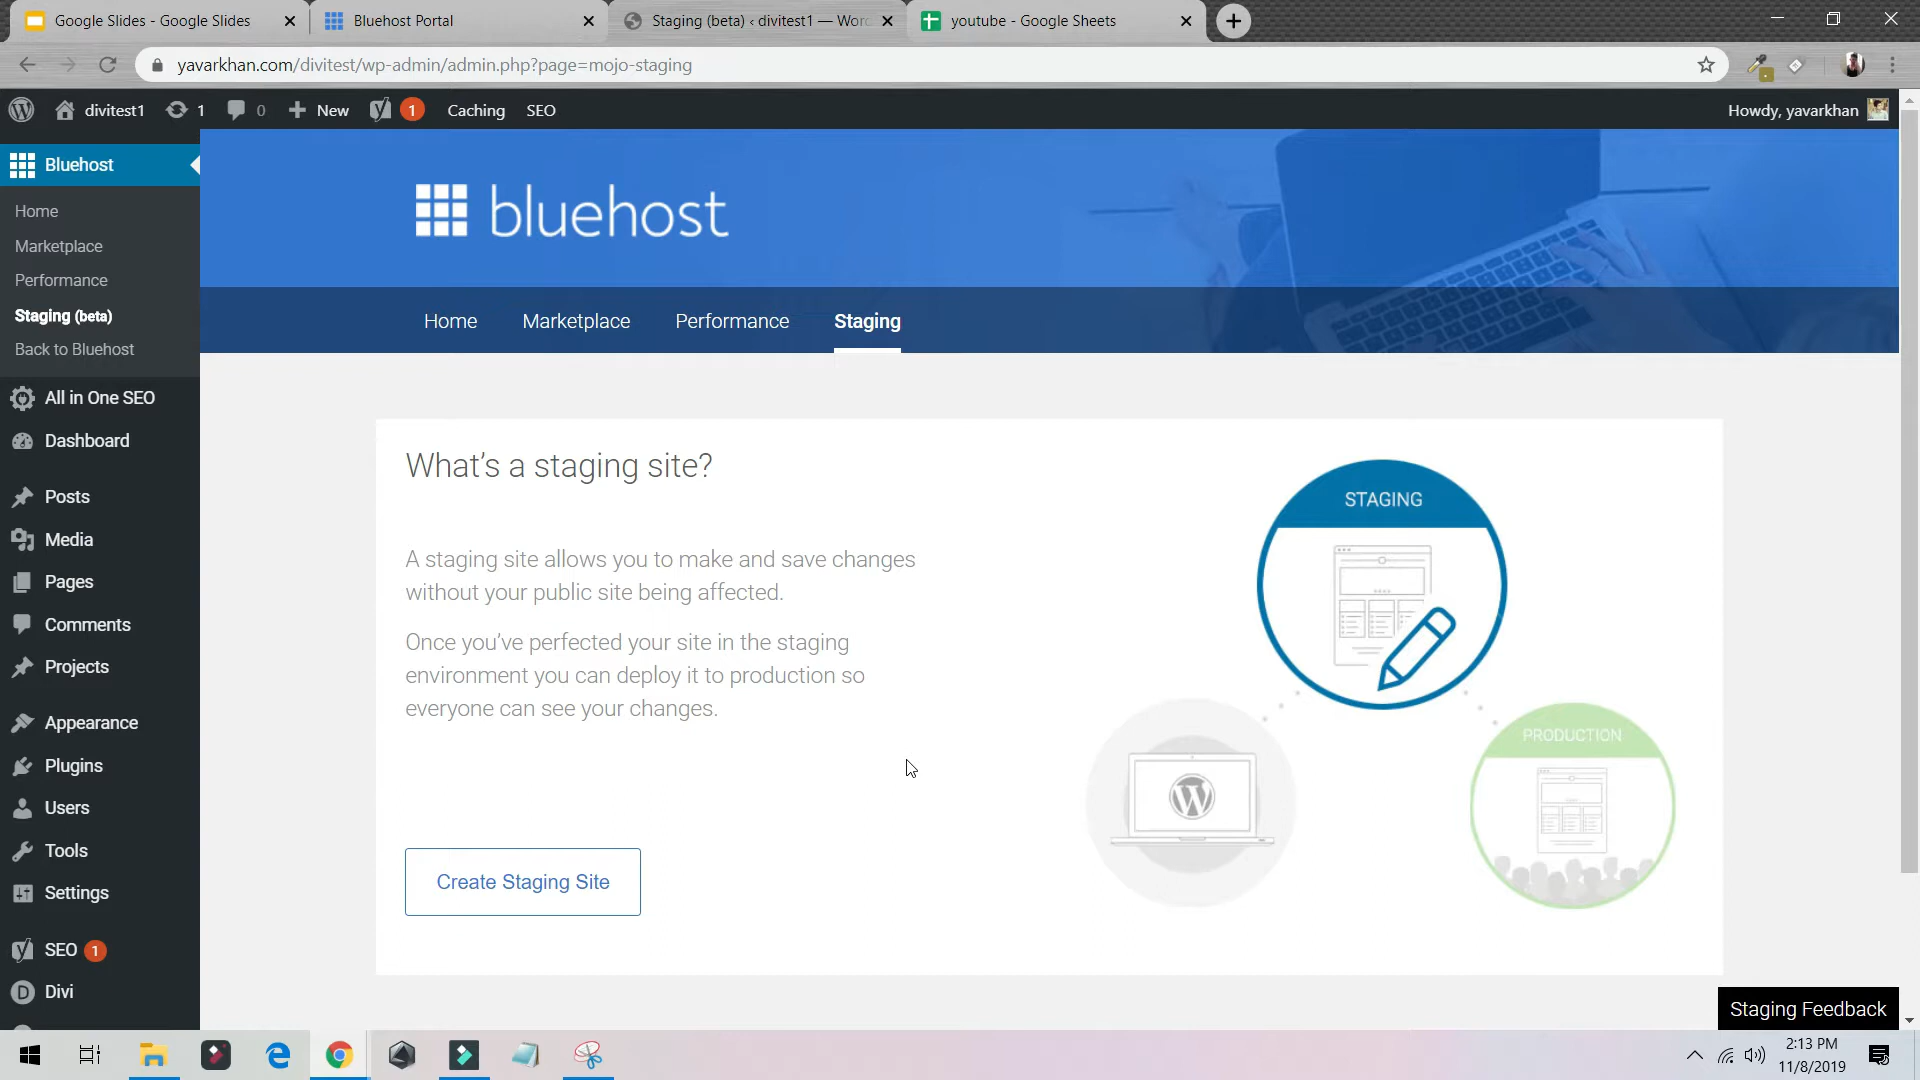 Google Slides - Google Slides
Bluehost Portal
Staging (beta) ‹ divitest1 — Word
youtube - Google Sheets
yavarkhan.com/divitest/wp-admin/admin.php?page=mojo-staging
divitest1
1
0
New
1
Caching
SEO
Howdy, yavarkhan
Bluehost
Home
Marketplace
Performance
Staging (beta)
Back to Bluehost
All in One SEO
Dashboard
Posts
Media
Pages
Comments
Projects
Appearance
Plugins
Users
Tools
Settings
SEO 1
Divi
bluehost
Home
Marketplace
Performance
Staging
What’s a staging site?
A staging site allows you to make and save changes
without your public site being affected.
Once you’ve perfected your site in the staging
environment you can deploy it to production so
everyone can see your changes.
Create Staging Site
STAGING
PRODUCTION
Staging Feedback
2:13 PM
11/8/2019